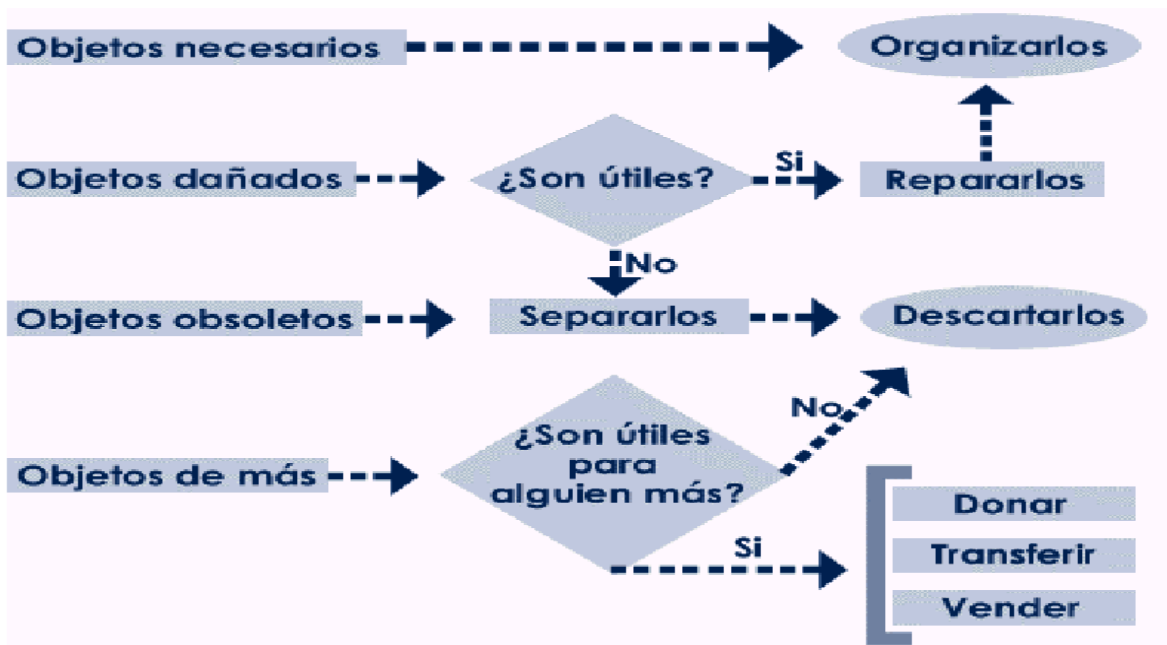 Objetos necesarios
Organizarlos
Objetos dañados
¿Son útiles?
Si
Repararlos
No
Objetos obsoletos
Separarlos
Descartarlos
Objetos de más
¿Son útiles
para
alguien más?
No
Si
Donar
Transferir
Vender